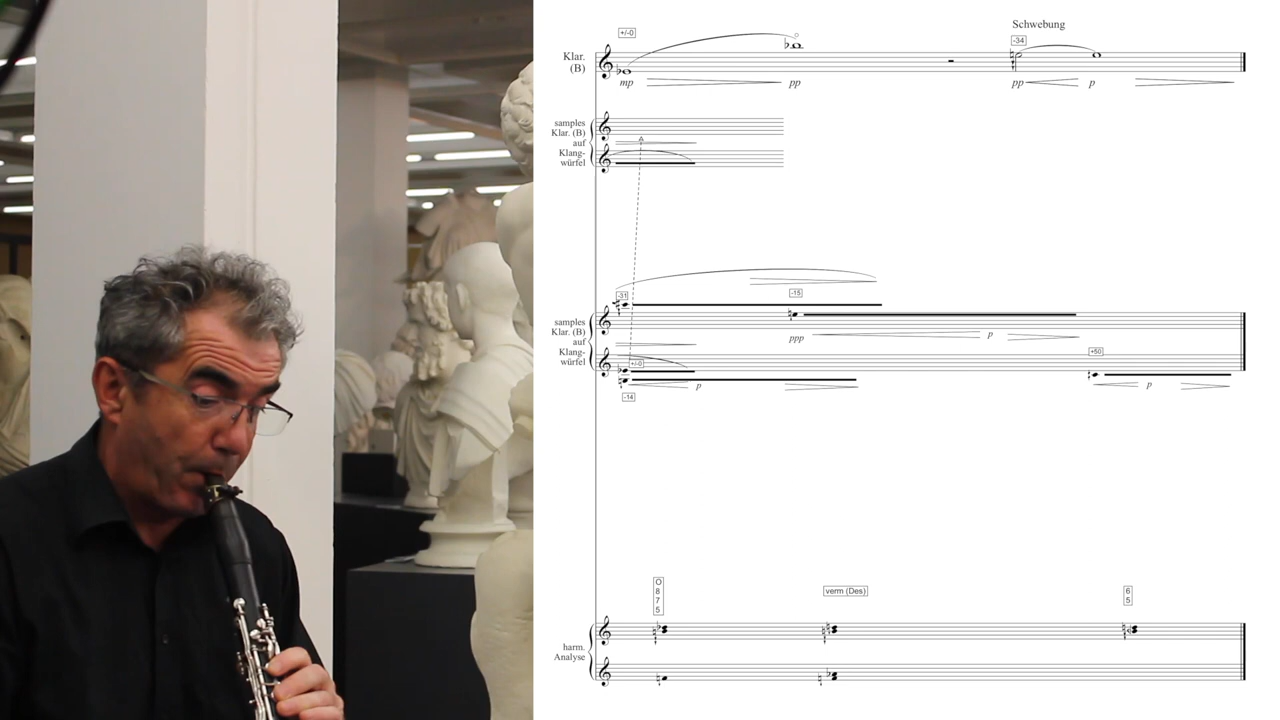 Schwebung
+/-0
-34
Klar.
(B)
mp
pp
pp
p
samples
Klar. (B)
auf
Klang-
würfel
-31
-15
samples
Klar. (B)
auf
Klang-
würfel
ppp
p
+/-0
+50
p
p
-14
O
8
7
5
verm (Des)
6
5
harm.
Analyse